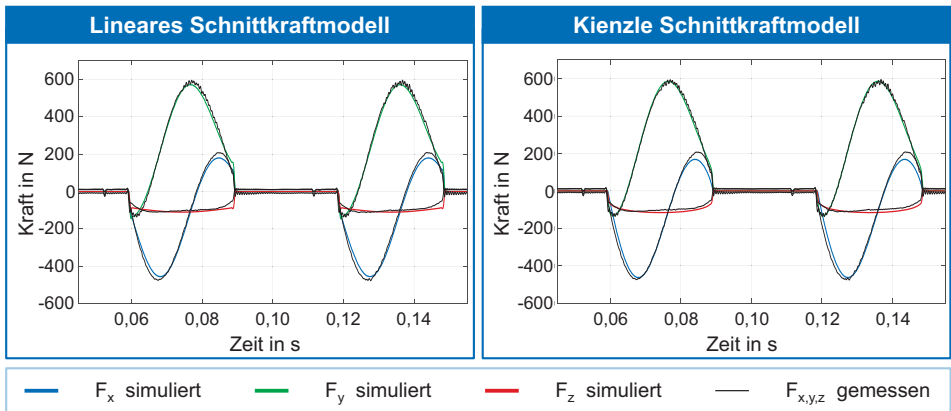 Lineares Schnittkraftmodell
Kraft in N
600
400
200
0
-200
-400
-600
0,06 0,08 0,10 0,12 0,14
Zeit in s
Kienzle Schnittkraftmodell
Kraft in N
600
400
200
0
-200
-400
-600
0,06 0,08 0,10 0,12 0,14
Zeit in s
Fx simuliert Fy simuliert Fz simuliert Fx,y,z gemessen